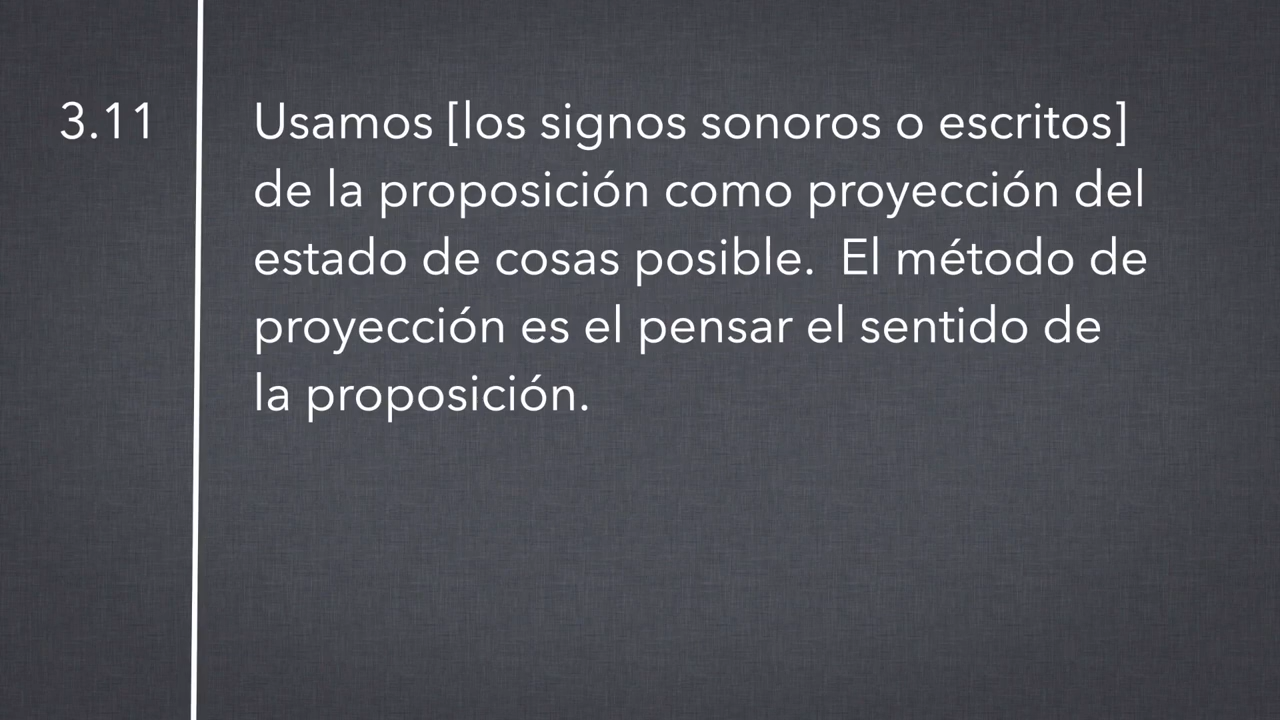 3.11
Usamos [los signos sonoros o escritos]
de la proposición como proyección del
estado de cosas posible.  El método de
proyección es el pensar el sentido de
la proposición.